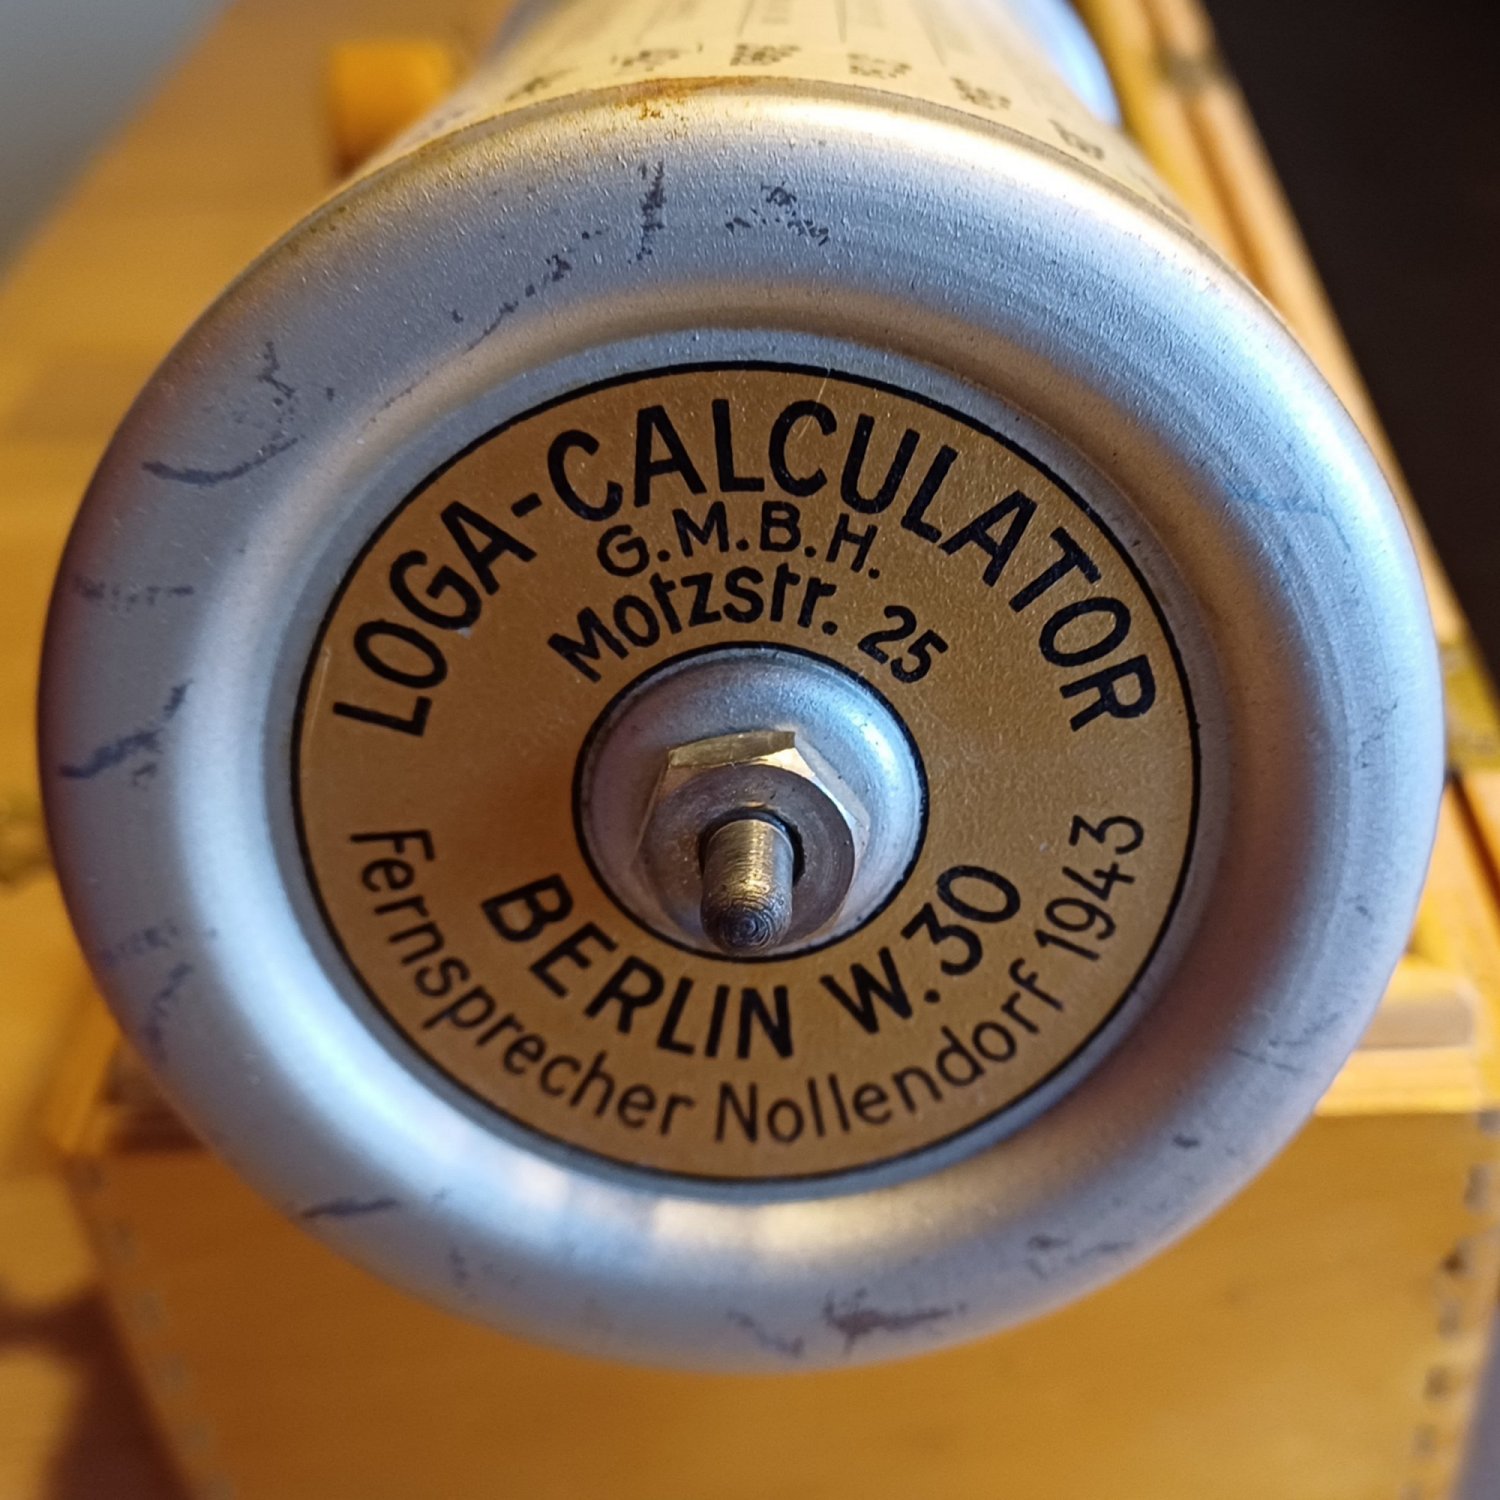 LOGA-CALCULATOR
G.M.B.H.
Motzstr. 25
BERLIN W.30
Fernsprecher Nollendorf 1943